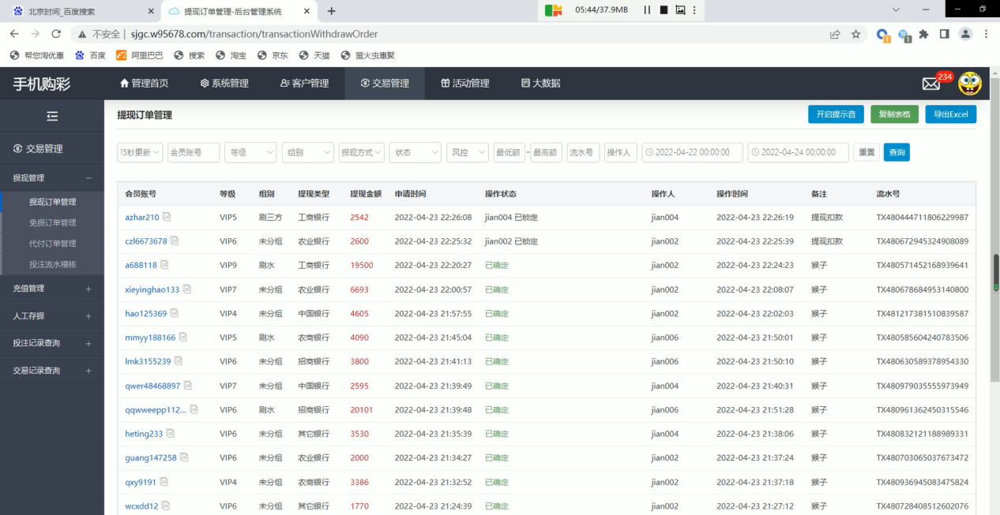 北京时间_百度搜索
提现订单管理-后台管理系统
05:44/37.9MB
不安全 | sjgc.w95678.com/transaction/transactionWithdrawOrder
1
1
帮您淘优惠 百度 阿里巴巴 搜索 淘宝 京东 天猫 萤火虫惠聚
手机购彩 管理首页 系统管理 客户管理 交易管理 活动管理 大数据 234
交易管理
提现管理
提现订单管理
免提订单管理
代付订单管理
投注流水稽核
充值管理
人工存提
投注记录查询
交易记录查询
提现订单管理 开启提示音 复制表格 导出Excel
15秒更新 会员账号 等级 组别 提现方式 状态 风控 最低额 - 最高额 流水号 操作人 2022-04-22 00:00:00 2022-04-24 00:00:00 重置 查询
会员账号 等级 组别 提现类型 提现金额 申请时间 操作状态 操作人 操作时间 备注 流水号
azhar210 VIP5 刷三方 工商银行 2542 2022-04-23 22:26:08 jian004 已锁定 jian004 2022-04-23 22:26:19 提现扣款 TX480444711806229987
czl6673678 VIP6 未分组 农业银行 2600 2022-04-23 22:25:32 jian002 已锁定 jian002 2022-04-23 22:25:39 提现扣款 TX480672945324908089
a688118 VIP9 刷水 工商银行 19500 2022-04-23 22:20:27 已确定 jian002 2022-04-23 22:24:23 猴子 TX480571452168939641
xieyinghao133 VIP7 未分组 农业银行 6693 2022-04-23 22:00:57 已确定 jian002 2022-04-23 22:08:07 猴子 TX480678684953140800
hao125369 VIP4 未分组 中国银行 4605 2022-04-23 21:57:55 已确定 jian002 2022-04-23 22:02:03 猴子 TX481217381510839587
mmyy188166 VIP5 刷水 农商银行 4090 2022-04-23 21:45:04 已确定 jian006 2022-04-23 21:50:01 猴子 TX480585604240783506
lmk3155239 VIP6 未分组 招商银行 3800 2022-04-23 21:41:13 已确定 jian006 2022-04-23 21:50:10 猴子 TX480630589378954330
qwer48468897 VIP7 未分组 中国银行 2595 2022-04-23 21:39:49 已确定 jian004 2022-04-23 21:40:31 猴子 TX480979035555973949
qqwweepp112... VIP6 刷水 招商银行 20101 2022-04-23 21:39:48 已确定 jian006 2022-04-23 21:51:28 猴子 TX480961362450315546
heting233 VIP6 未分组 其它银行 3530 2022-04-23 21:35:39 已确定 jian004 2022-04-23 21:38:06 猴子 TX480832121188989331
guang147258 VIP6 未分组 农业银行 2000 2022-04-23 21:34:27 已确定 jian002 2022-04-23 21:37:24 猴子 TX480703065037673472
qxy9191 VIP4 未分组 农商银行 3386 2022-04-23 21:32:52 已确定 jian002 2022-04-23 21:37:18 猴子 TX480936945083475824
wcxdd12 VIP6 未分组 其它银行 1770 2022-04-23 21:24:39 已确定 jian002 2022-04-23 21:27:12 猴子 TX480728408512602076